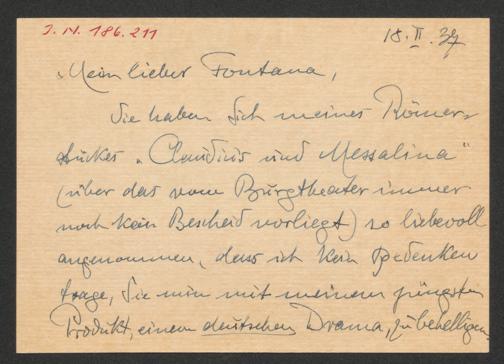 I.N. 186.211
18.II.37
Mein lieber Fontana,
Sie haben sich meines Römer-
stückes „Claudius und Messalina"
(über das vom Burgtheater immer
noch kein Bescheid vorliegt) so liebevoll
angenommen, dass ich kein Bedenken
trage, Sie nun mit meinem jüngsten
Produkt, einem deutschen Drama, zu behelligen.